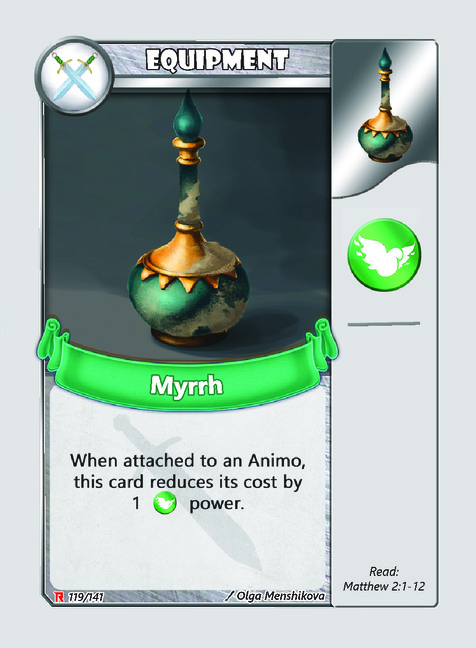 EQUIPMENT
Myrrh
When attached to an Animo,
this card reduces its cost by
1 power.
Read:
Matthew 2:1-12
R 119/141
/ Olga Menshikova